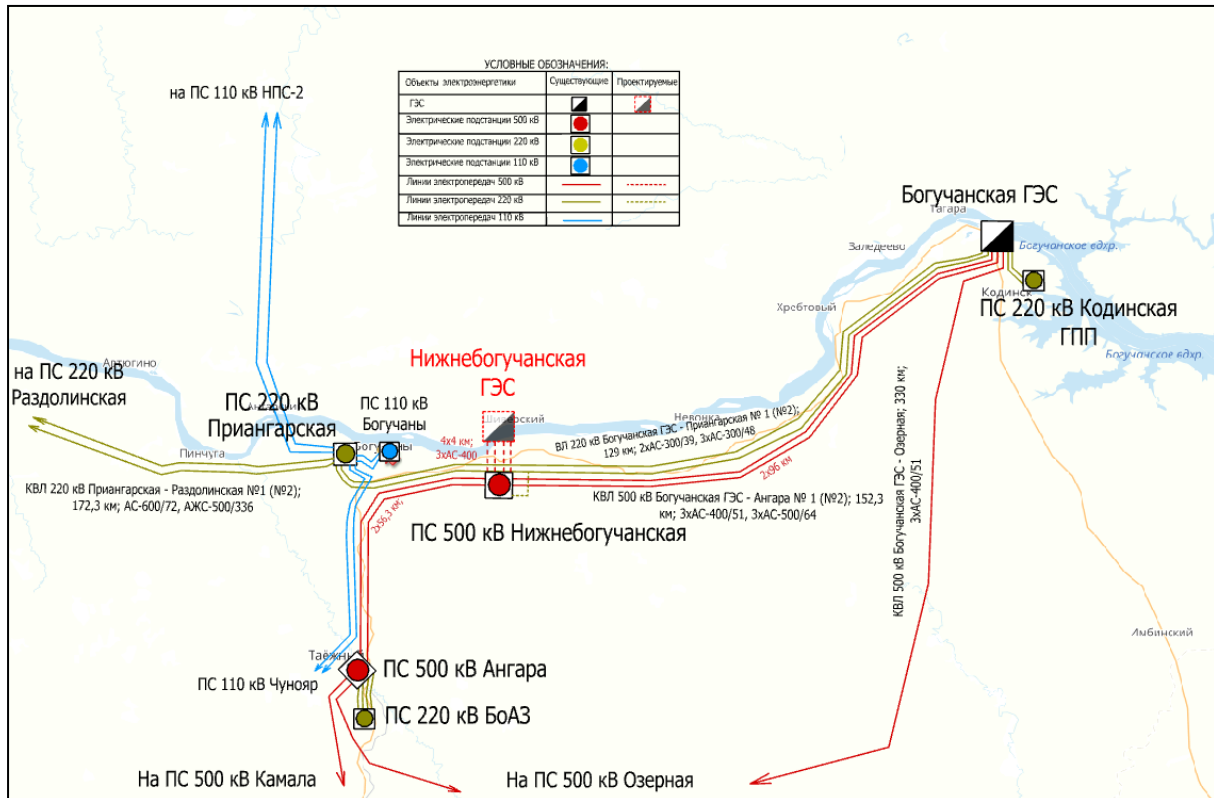 УСЛОВНЫЕ ОБОЗНАЧЕНИЯ:
Объекты электроэнергетики
Существующие
Проектируемые
ГЭС
Электрические подстанции 500 кВ
Электрические подстанции 220 кВ
Электрические подстанции 110 кВ
Линии электропередач 500 кВ
Линии электропередач 220 кВ
Линии электропередач 110 кВ
на ПС 110 кВ НПС-2
Богучанская ГЭС
Тагара
Заледеево
Богучанское вдхр.
Кодинск
ПС 220 кВ Кодинская
ГПП
Хребтовый
Богучанское вдхр.
Артюгино
на ПС 220 кВ
Раздолинская
Нижнебогучанская
ГЭС
ПС 220 кВ
Приангарская
ПС 110 кВ
Богучаны
Богучаны
Пинчуга
4х4 км;
3хАС-400
Невонка
ВЛ 220 кВ Богучанская ГЭС - Приангарская № 1 (№2);
129 км; 2хАС-300/39, 3хАС-300/48
2х96 км
КВЛ 220 кВ Приангарская - Раздолинская №1 (№2);
172,3 км; АС-600/72, АЖС-500/336
2х56,3 км;
КВЛ 500 кВ Богучанская ГЭС - Ангара № 1 (№2); 152,3
км; 3хАС-400/51, 3хАС-500/64
ПС 500 кВ Нижнебогучанская
КВЛ 500 кВ Богучанская ГЭС - Озерная; 330 км;
3хАС-400/51
Имбинский
Таёжный
ПС 500 кВ Ангара
ПС 110 кВ Чунояр
ПС 220 кВ БоАЗ
На ПС 500 кВ Камала
На ПС 500 кВ Озерная